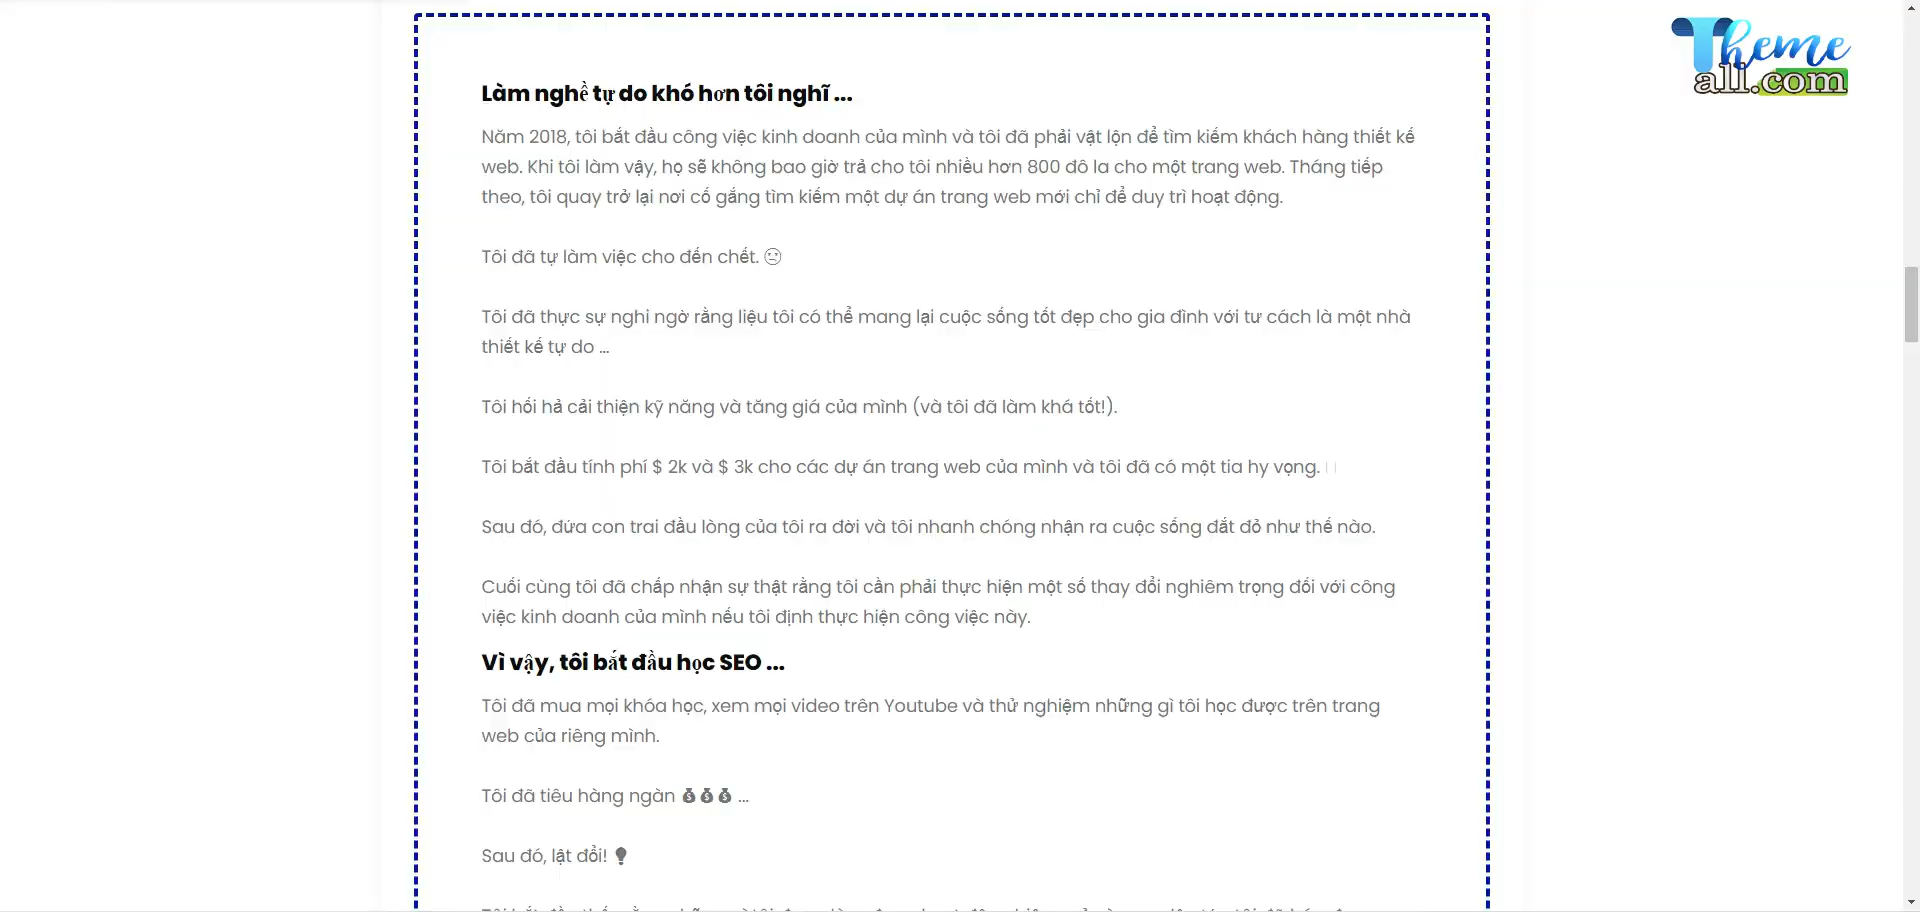 Theme
all.com
Làm nghề tự do khó hơn tôi nghĩ ...
Năm 2018, tôi bắt đầu công việc kinh doanh của mình và tôi đã phải vật lộn để tìm kiếm khách hàng thiết kế
web. Khi tôi làm vậy, họ sẽ không bao giờ trả cho tôi nhiều hơn 800 đô la cho một trang web. Tháng tiếp
theo, tôi quay trở lại nơi cố gắng tìm kiếm một dự án trang web mới chỉ để duy trì hoạt động.
Tôi đã tự làm việc cho đến chết. 😞
Tôi đã thực sự nghi ngờ rằng liệu tôi có thể mang lại cuộc sống tốt đẹp cho gia đình với tư cách là một nhà
thiết kế tự do ...
Tôi hối hả cải thiện kỹ năng và tăng giá của mình (và tôi đã làm khá tốt!).
Tôi bắt đầu tính phí $ 2k và $ 3k cho các dự án trang web của mình và tôi đã có một tia hy vọng.
Sau đó, đứa con trai đầu lòng của tôi ra đời và tôi nhanh chóng nhận ra cuộc sống đắt đỏ như thế nào.
Cuối cùng tôi đã chấp nhận sự thật rằng tôi cần phải thực hiện một số thay đổi nghiêm trọng đối với công
việc kinh doanh của mình nếu tôi định thực hiện công việc này.
Vì vậy, tôi bắt đầu học SEO ...
Tôi đã mua mọi khóa học, xem mọi video trên Youtube và thử nghiệm những gì tôi học được trên trang
web của riêng mình.
Tôi đã tiêu hàng ngàn 💰💰💰 ...
Sau đó, lật đổi! 💡